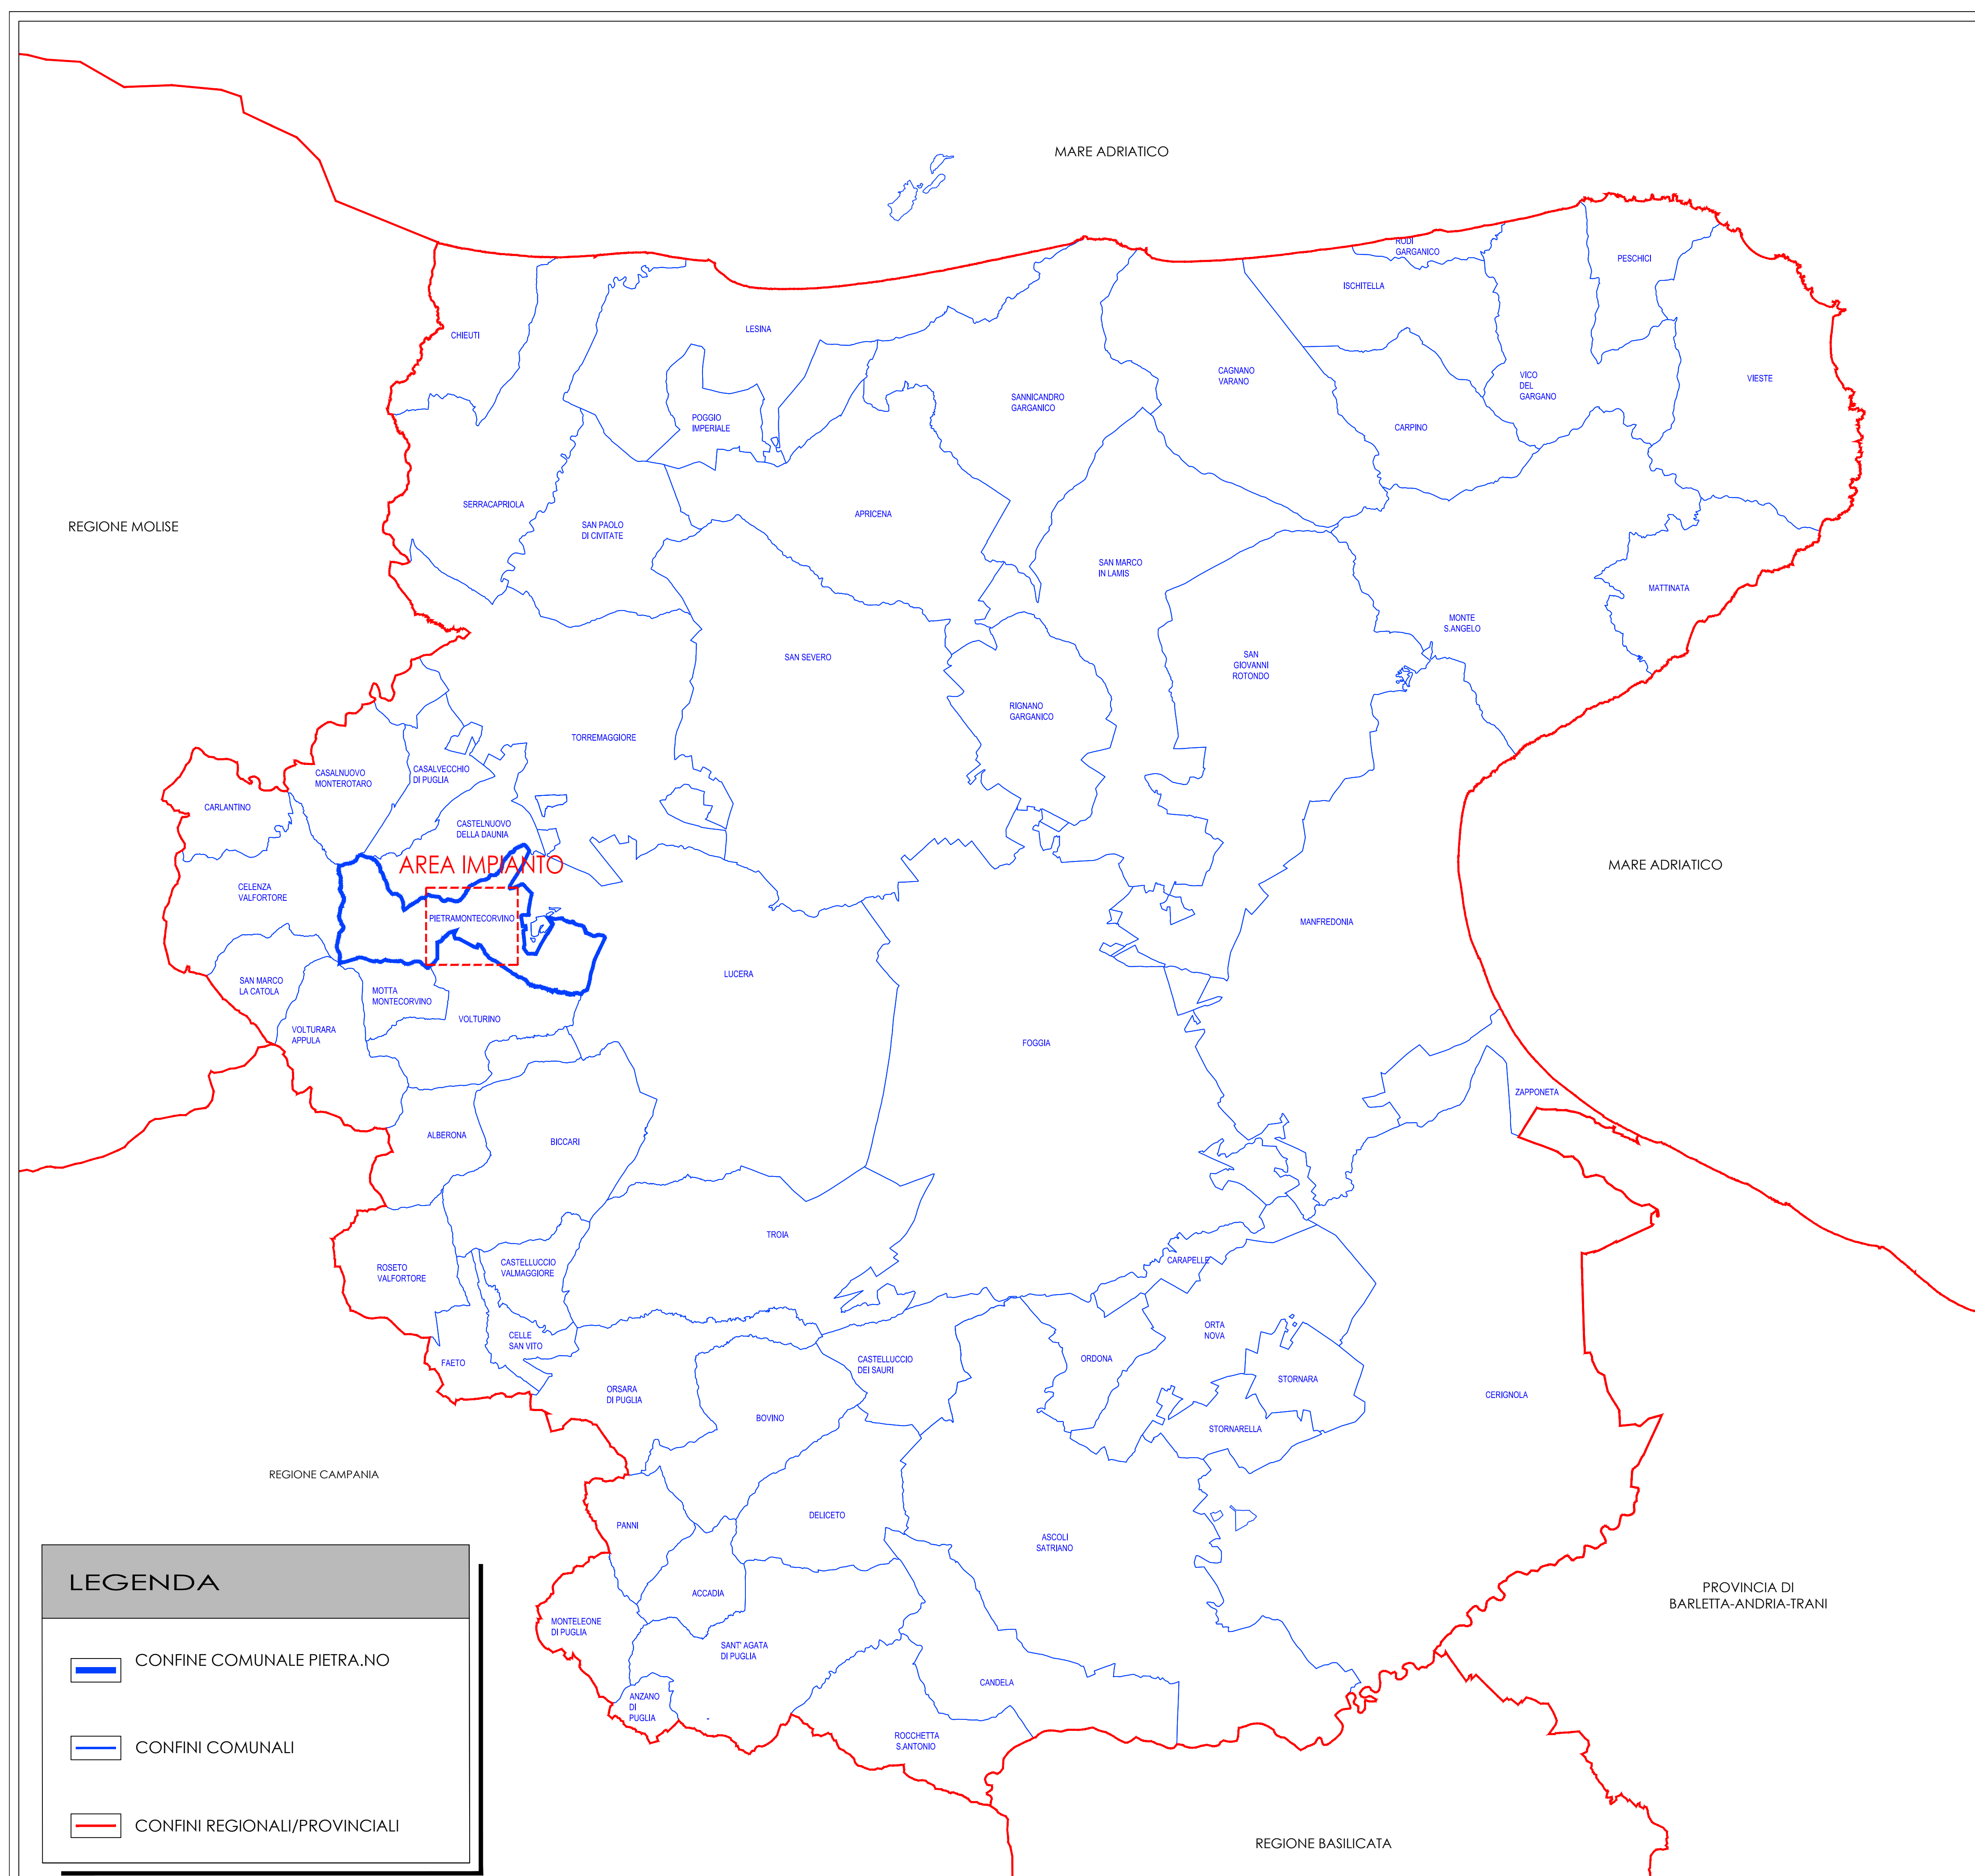 MARE ADRIATICO
RODI
GARGANICO
PESCHICI
ISCHITELLA
LESINA
CHIEUTI
CAGNANO
VARANO
VICO
DEL
GARGANO
VIESTE
SANNICANDRO
GARGANICO
POGGIO
IMPERIALE
CARPINO
SERRACAPRIOLA
APRICENA
SAN PAOLO
DI CIVITATE
REGIONE MOLISE
SAN MARCO
IN LAMIS
MATTINATA
MONTE
S.ANGELO
SAN SEVERO
SAN
GIOVANNI
ROTONDO
RIGNANO
GARGANICO
TORREMAGGIORE
CASALNUOVO
MONTEROTARO
CASALVECCHIO
DI PUGLIA
CARLANTINO
CASTELNUOVO
DELLA DAUNIA
AREA IMPIANTO
MARE ADRIATICO
CELENZA
VALFORTORE
PIETRAMONTECORVINO
MANFREDONIA
LUCERA
SAN MARCO
LA CATOLA
MOTTA
MONTECORVINO
VOLTURINO
VOLTURARA
APPULA
FOGGIA
ZAPPONETA
ALBERONA
BICCARI
TROIA
CARAPELLE
CASTELLUCCIO
VALMAGGIORE
ROSETO
VALFORTORE
ORTA
NOVA
CELLE
SAN VITO
FAETO
CASTELLUCCIO
DEI SAURI
ORDONA
STORNARA
ORSARA
DI PUGLIA
CERIGNOLA
BOVINO
STORNARELLA
REGIONE CAMPANIA
DELICETO
PANNI
ASCOLI
SATRIANO
ACCADIA
PROVINCIA DI
BARLETTA-ANDRIA-TRANI
MONTELEONE
DI PUGLIA
SANT' AGATA
DI PUGLIA
CANDELA
ANZANO
DI
PUGLIA
ROCCHETTA
S.ANTONIO
REGIONE BASILICATA
LEGENDA
CONFINE COMUNALE PIETRA.NO
CONFINI COMUNALI
CONFINI REGIONALI/PROVINCIALI